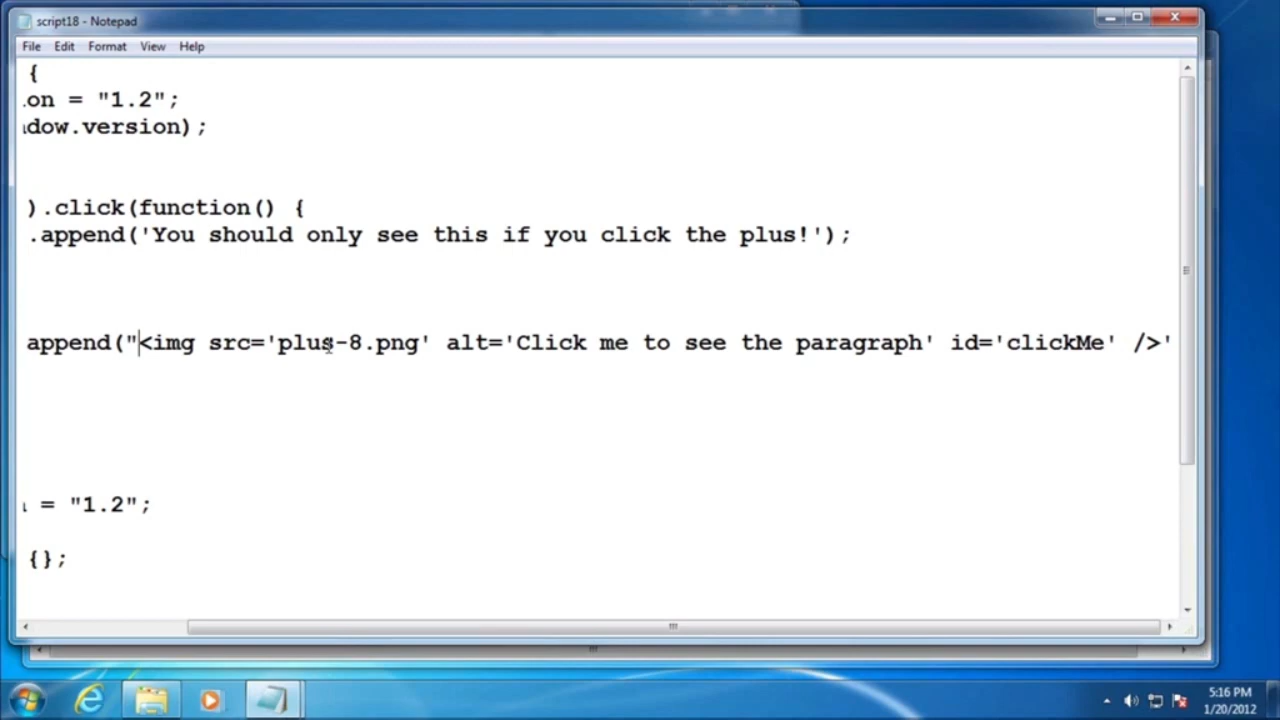 script18 - Notepad
File Edit Format View Help
{
on = "1.2";
dow.version);
).click(function() {
.append('You should only see this if you click the plus!');
append("<img src='plus-8.png' alt='Click me to see the paragraph' id='clickMe' />'
= "1.2";
{};
5:16 PM
1/20/2012